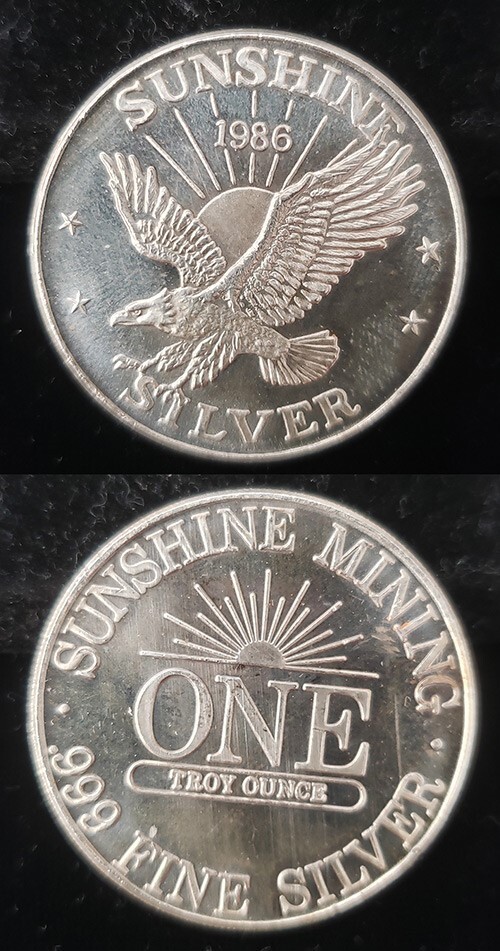 SUNSHINE
1986
SILVER
SUNSHINE MINING
ONE
TROY OUNCE
.999 FINE SILVER